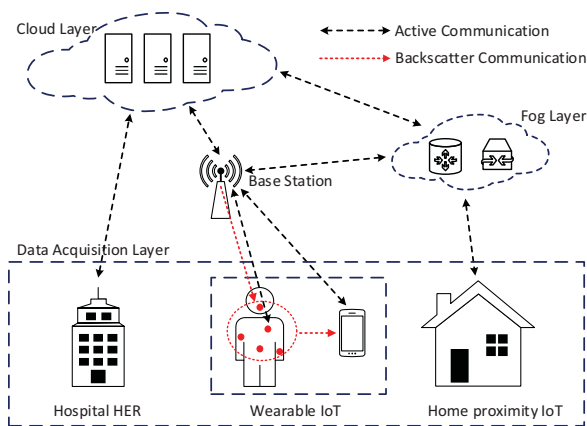 Cloud Layer
Active Communication
Backscatter Communication
Fog Layer
Base Station
Data Acquisition Layer
Hospital HER
Wearable IoT
Home proximity IoT